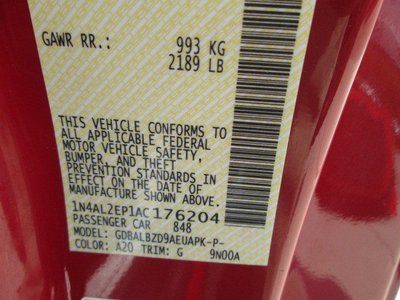 GAWR RR.: 993 KG
2189 LB
THIS VEHICLE CONFORMS TO
ALL APPLICABLE FEDERAL
MOTOR VEHICLE SAFETY,
BUMPER, AND THEFT
PREVENTION STANDARDS IN
EFFECT ON THE DATE OF
MANUFACTURE SHOWN ABOVE.
1N4AL2EP1AC176204
PASSENGER CAR 848
MODEL: GDBALBZD9AEUAPK-P-
COLOR: A20 TRIM: G 9N00A